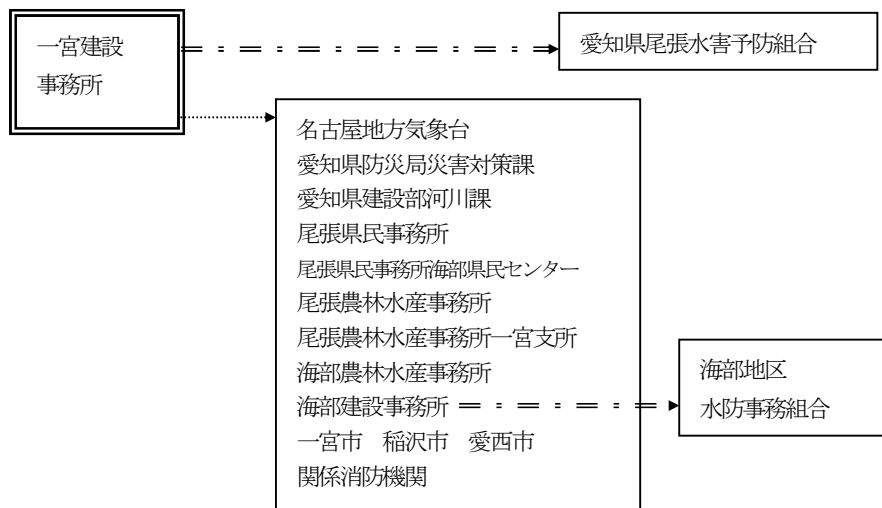 一宮建設
事務所
愛知県尾張水害予防組合
名古屋地方気象台
愛知県防災局災害対策課
愛知県建設部河川課
尾張県民事務所
尾張県民事務所海部県民センター
尾張農林水産事務所
尾張農林水産事務所一宮支所
海部農林水産事務所
海部建設事務所
一宮市　稲沢市　愛西市
関係消防機関
海部地区
水防事務組合